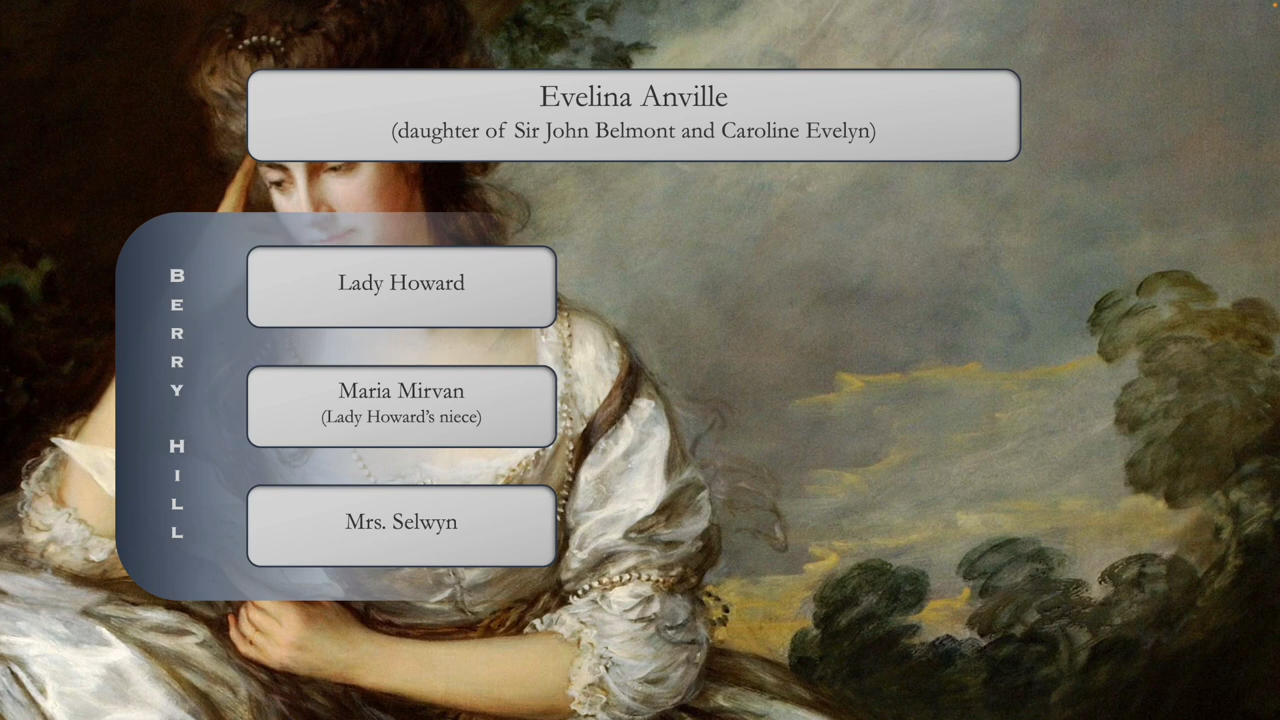 Evelina Anville
(daughter of Sir John Belmont and Caroline Evelyn)
BERRY HILL
Lady Howard
Maria Mirvan
(Lady Howard's niece)
Mrs. Selwyn